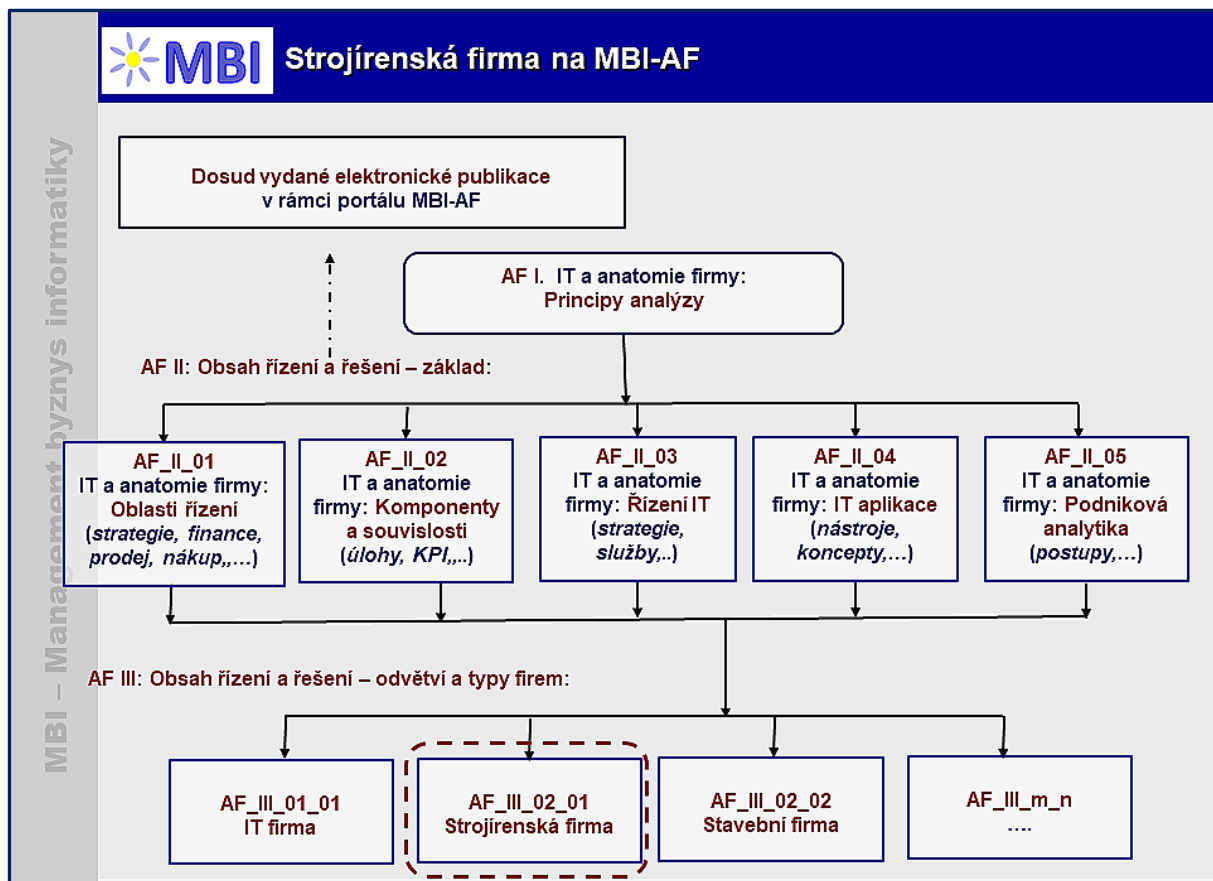 MBI
Strojírenská firma na MBI-AF
MBI – Management byznys informatiky
Dosud vydané elektronické publikace
v rámci portálu MBI-AF
AF I. IT a anatomie firmy:
Principy analýzy
AF II: Obsah řízení a řešení – základ:
AF_II_01
IT a anatomie firmy:
Oblasti řízení
(strategie, finance,
prodej, nákup,,…)
AF_II_02
IT a anatomie
firmy: Komponenty
a souvislosti
(úlohy, KPI,,..)
AF_II_03
IT a anatomie
firmy: Řízení IT
(strategie,
služby,..)
AF_II_04
IT a anatomie
firmy: IT aplikace
(nástroje,
koncepty,…)
AF_II_05
IT a anatomie
firmy: Podniková
analytika
(postupy,…)
AF III: Obsah řízení a řešení – odvětví a typy firem:
AF_III_01_01
IT firma
AF_III_02_01
Strojírenská firma
AF_III_02_02
Stavební firma
AF_III_m_n
….